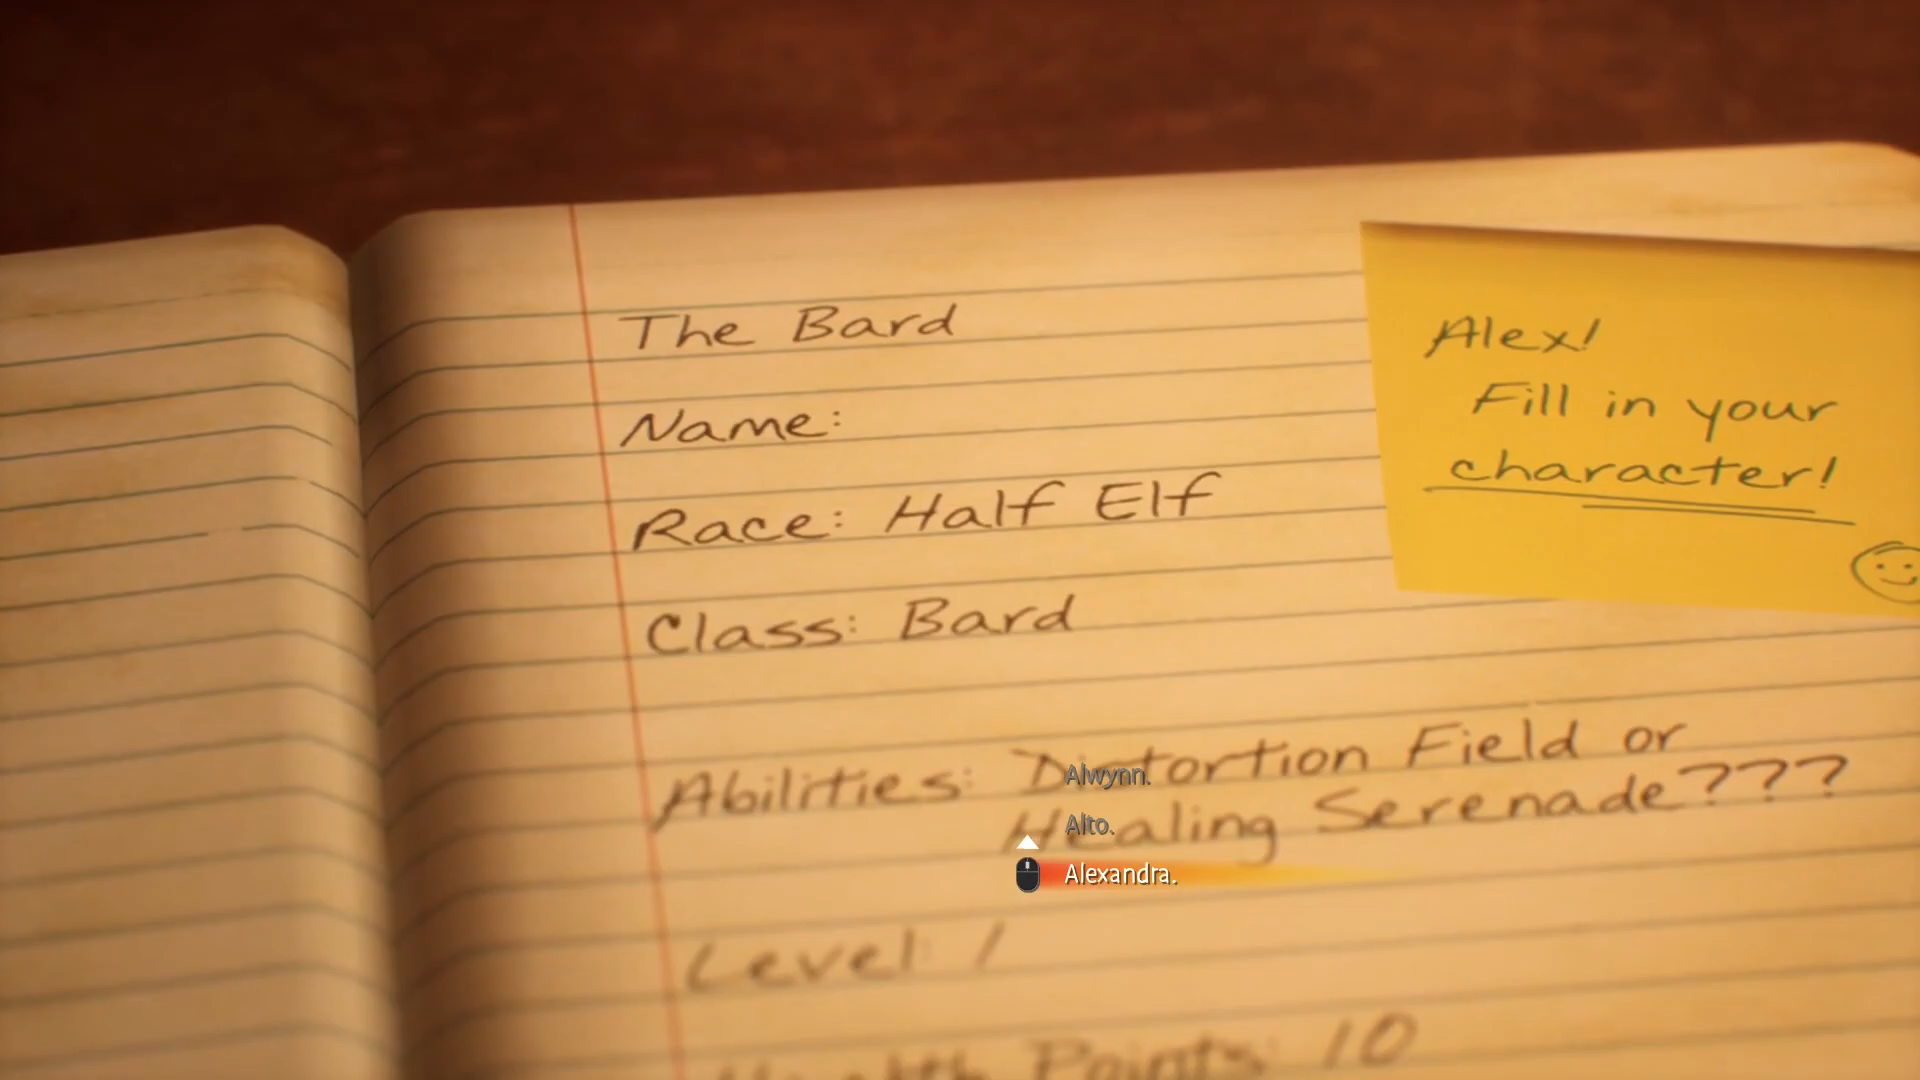 The Bard
Name:
Race: Half Elf
Class: Bard
Abilities: Distortion Field or
Healing Serenade???
Level: 1
Health Points: 10
Alex!
Fill in your
character!
Alwynn.
Alto.
Alexandra.